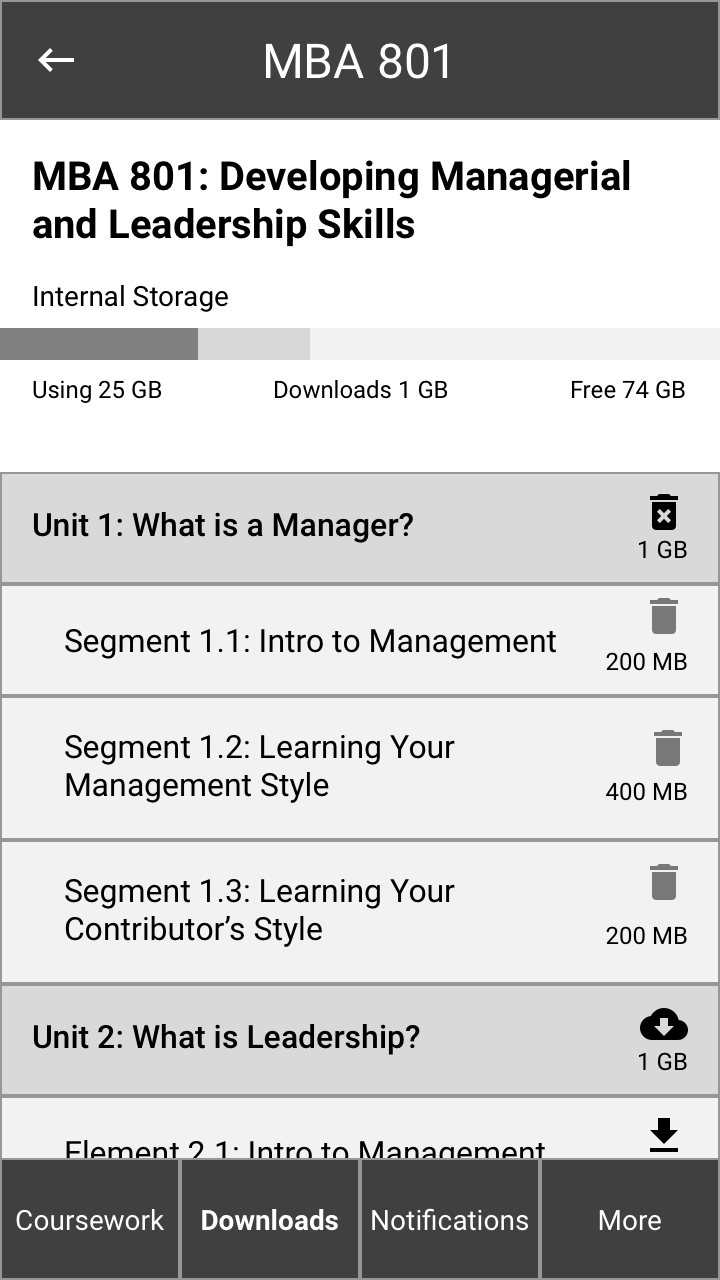 MBA 801
MBA 801: Developing Managerial
and Leadership Skills
Internal Storage
Using 25 GB
Downloads 1 GB
Free 74 GB
Unit 1: What is a Manager?
1 GB
Segment 1.1: Intro to Management
200 MB
Segment 1.2: Learning Your
Management Style
400 MB
Segment 1.3: Learning Your
Contributor’s Style
200 MB
Unit 2: What is Leadership?
1 GB
Element 2.1: Intro to Management
Coursework
Downloads
Notifications
More